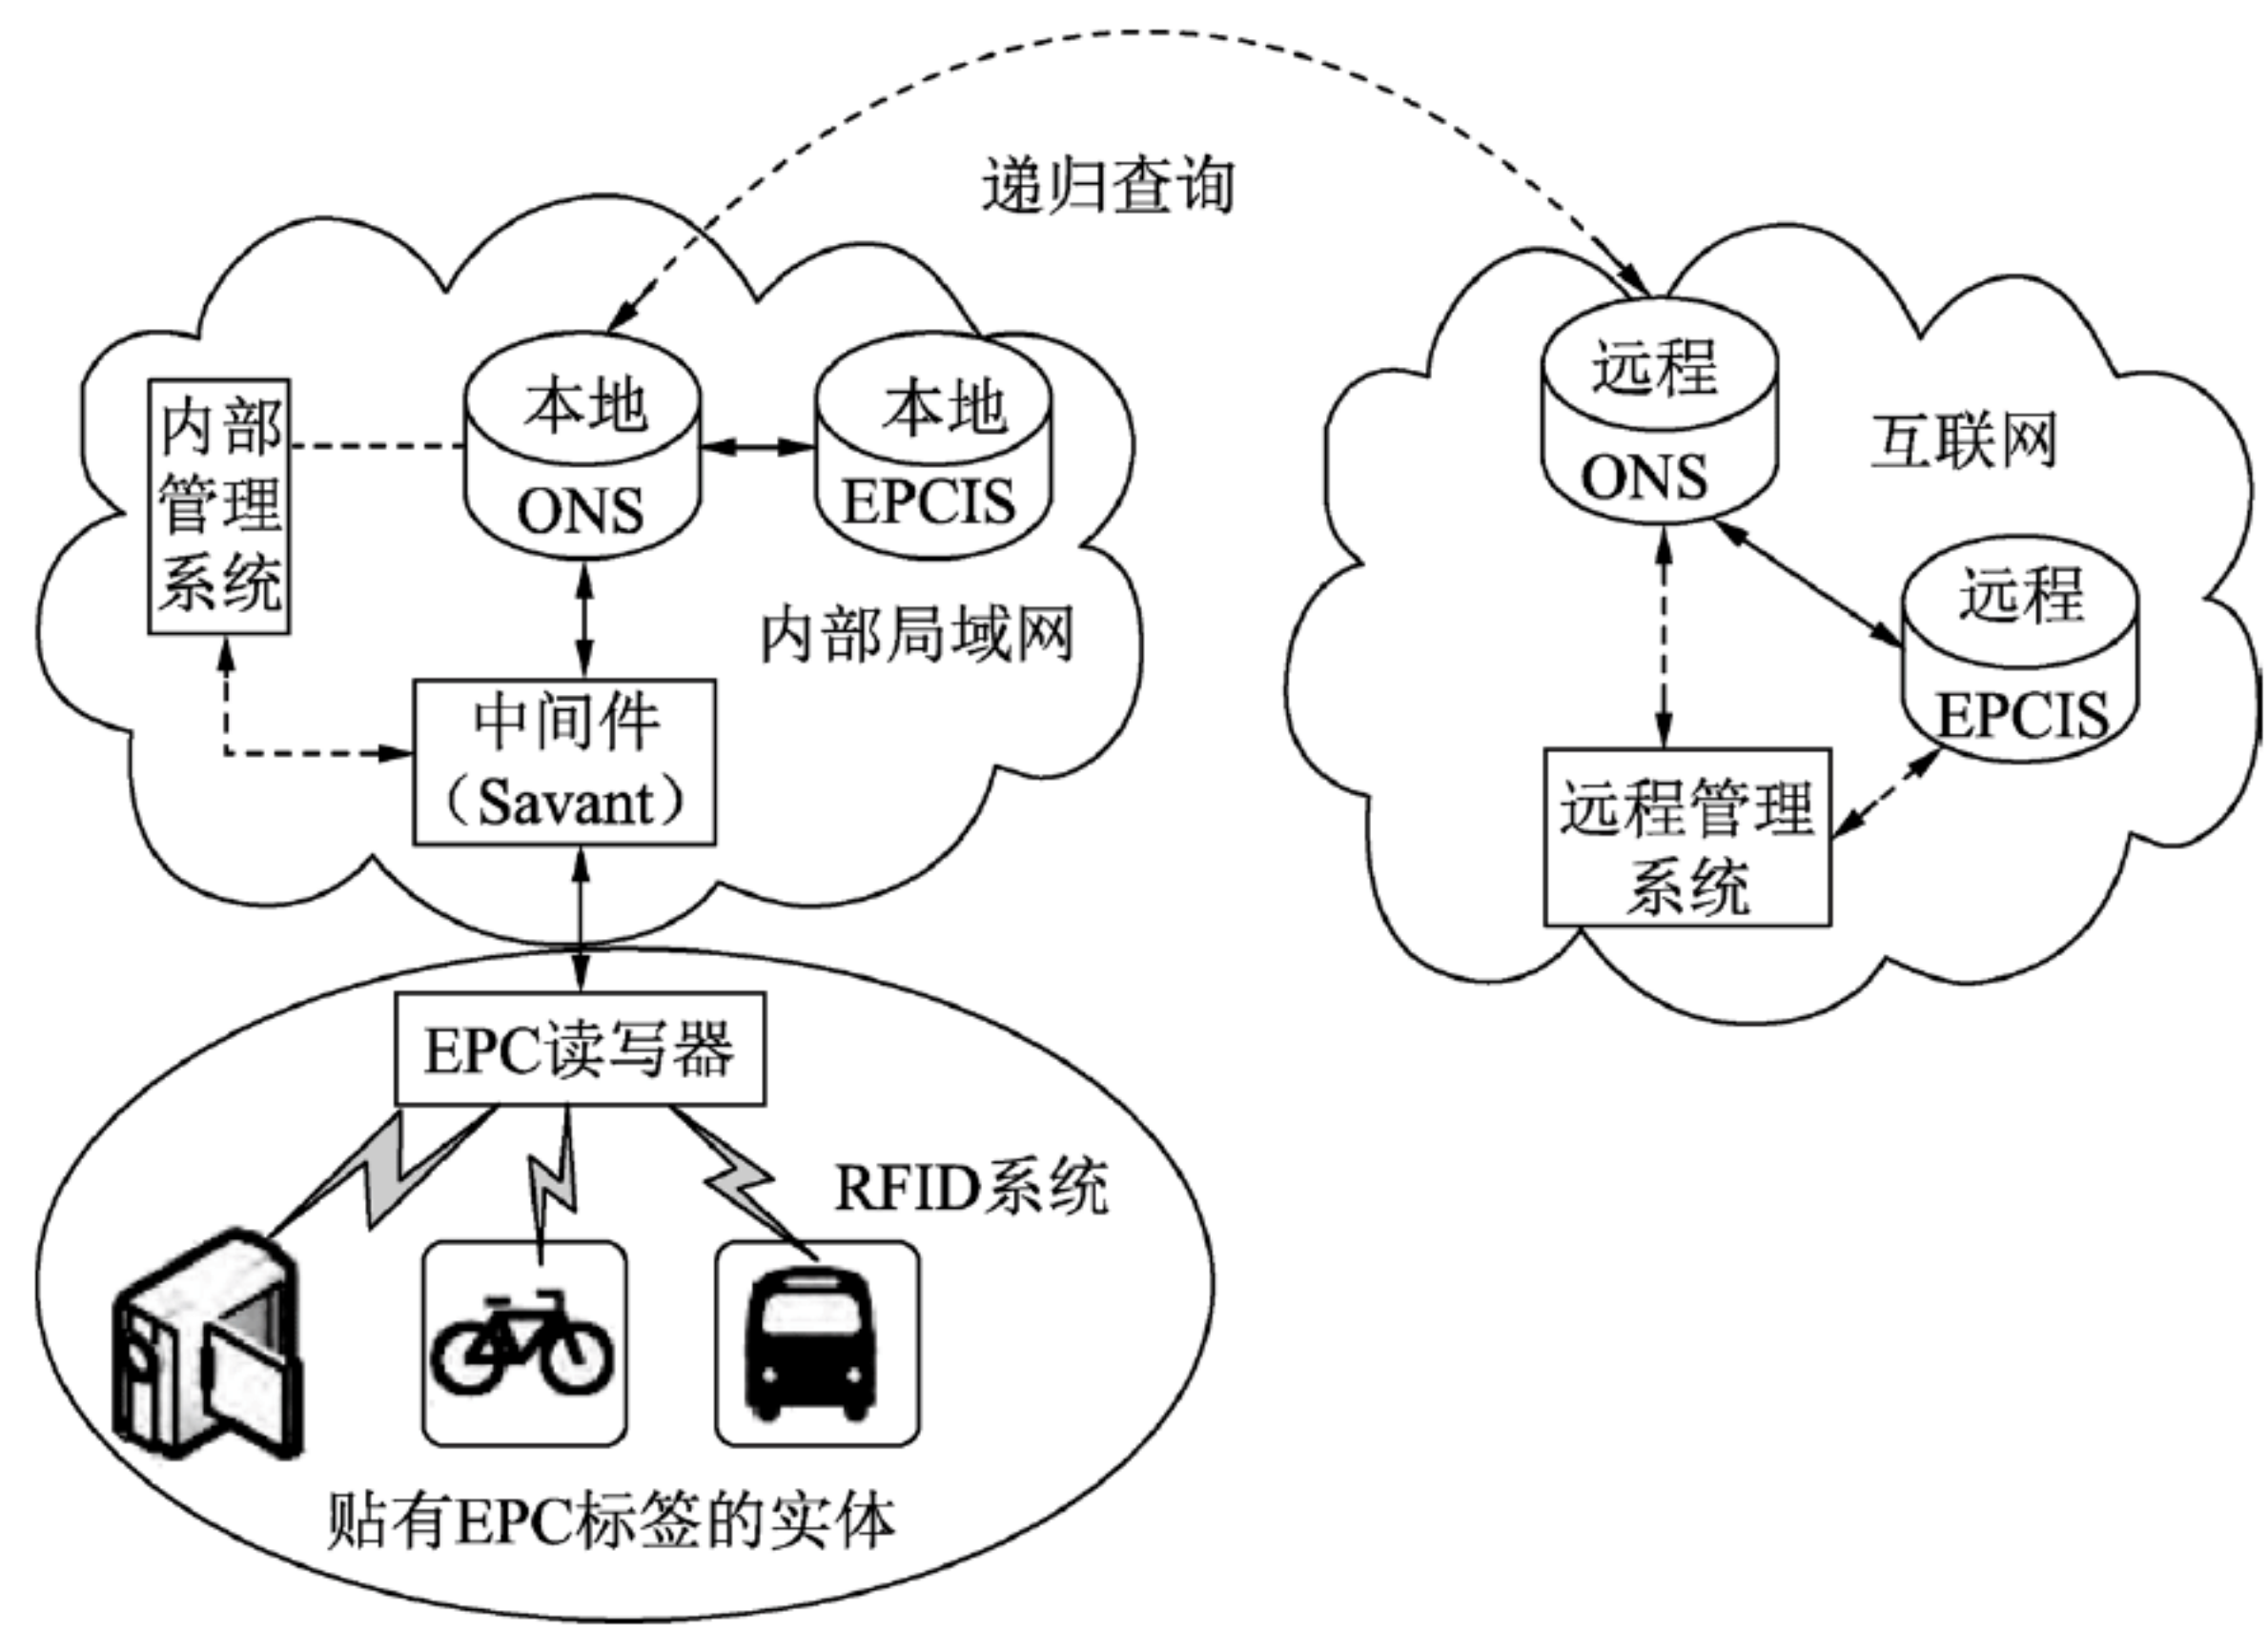 递归查询
内部
管理
系统
本地
ONS
本地
EPCIS
内部局域网
中间件
（Savant）
远程
ONS
互联网
远程
EPCIS
远程管理
系统
EPC读写器
RFID系统
贴有EPC标签的实体